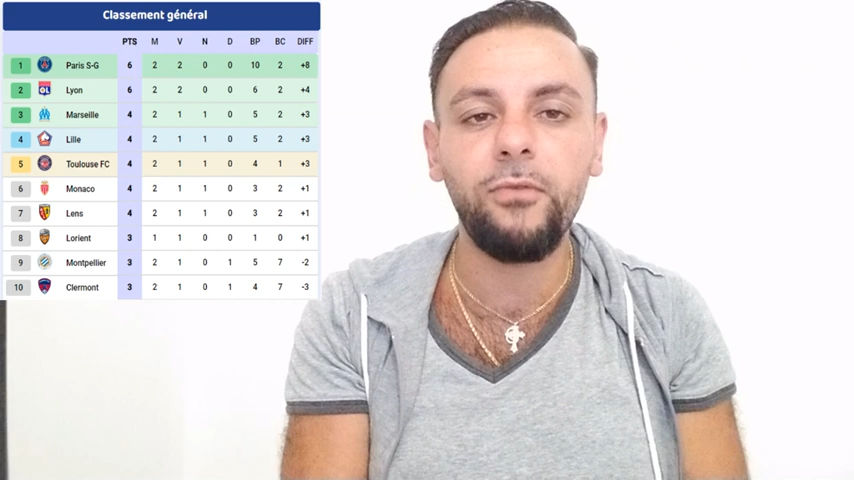 Classement général
PTS M V N D BP BC DIFF
1 Paris S-G 6 2 2 0 0 10 2 +8
2 Lyon 6 2 2 0 0 6 2 +4
3 Marseille 4 2 1 1 0 5 2 +3
4 Lille 4 2 1 1 0 5 2 +3
5 Toulouse FC 4 2 1 1 0 4 1 +3
6 Monaco 4 2 1 1 0 3 2 +1
7 Lens 4 2 1 1 0 3 2 +1
8 Lorient 3 1 1 0 0 1 0 +1
9 Montpellier 3 2 1 0 1 5 7 -2
10 Clermont 3 2 1 0 1 4 7 -3